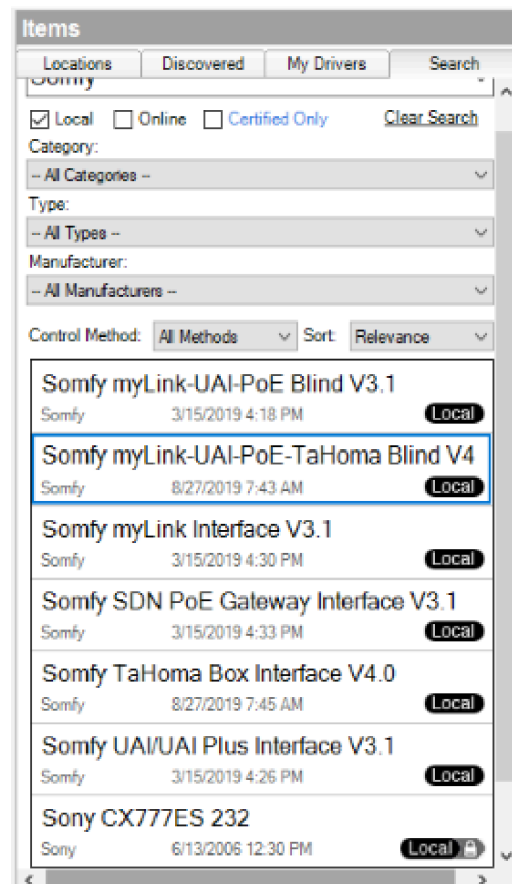 Items
Locations Discovered My Drivers Search
Somfy
Local Online Certified Only Clear Search
Category:
-- All Categories --
Type:
-- All Types --
Manufacturer:
-- All Manufacturers --
Control Method: All Methods Sort: Relevance
Somfy myLink-UAI-PoE Blind V3.1
Somfy 3/15/2019 4:18 PM Local
Somfy myLink-UAI-PoE-TaHoma Blind V4
Somfy 8/27/2019 7:43 AM Local
Somfy myLink Interface V3.1
Somfy 3/15/2019 4:30 PM Local
Somfy SDN PoE Gateway Interface V3.1
Somfy 3/15/2019 4:33 PM Local
Somfy TaHoma Box Interface V4.0
Somfy 8/27/2019 7:45 AM Local
Somfy UAI/UAI Plus Interface V3.1
Somfy 3/15/2019 4:26 PM Local
Sony CX777ES 232
Sony 6/13/2006 12:30 PM Local